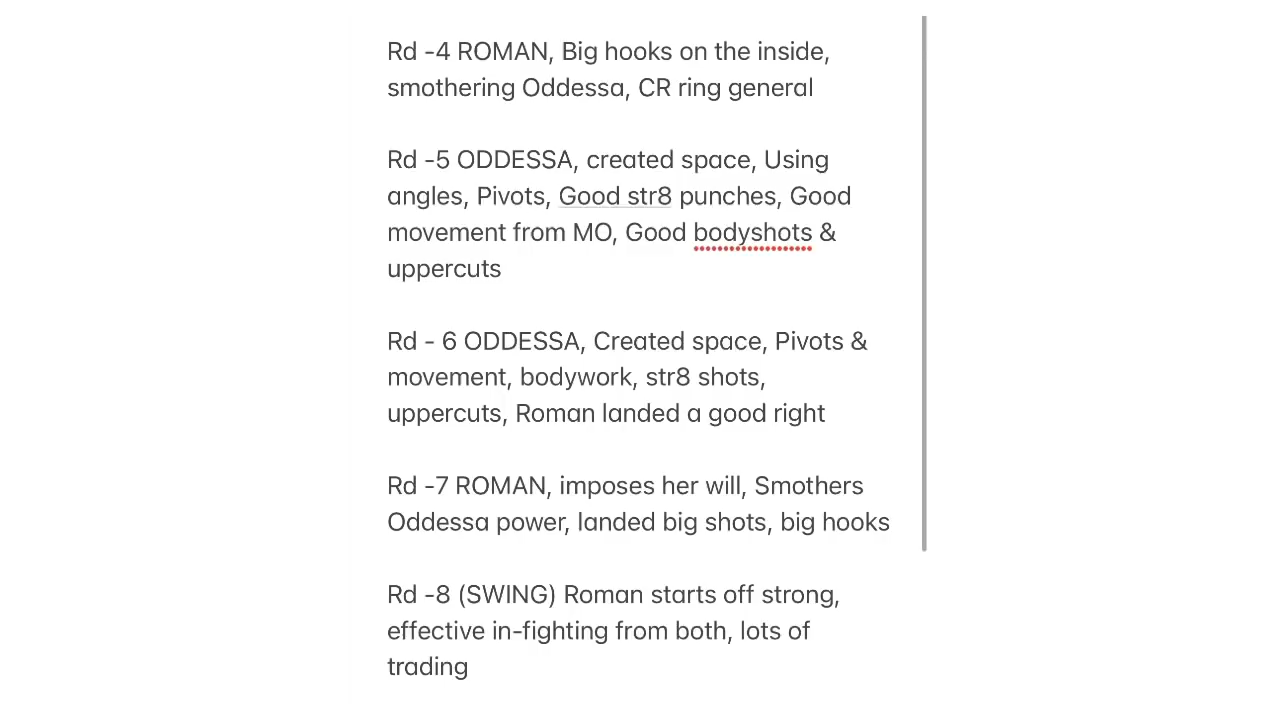 Rd -4 ROMAN, Big hooks on the inside,
smothering Oddessa, CR ring general
Rd -5 ODDESSA, created space, Using
angles, Pivots, Good str8 punches, Good
movement from MO, Good bodyshots &
uppercuts
Rd - 6 ODDESSA, Created space, Pivots &
movement, bodywork, str8 shots,
uppercuts, Roman landed a good right
Rd -7 ROMAN, imposes her will, Smothers
Oddessa power, landed big shots, big hooks
Rd -8 (SWING) Roman starts off strong,
effective in-fighting from both, lots of
trading